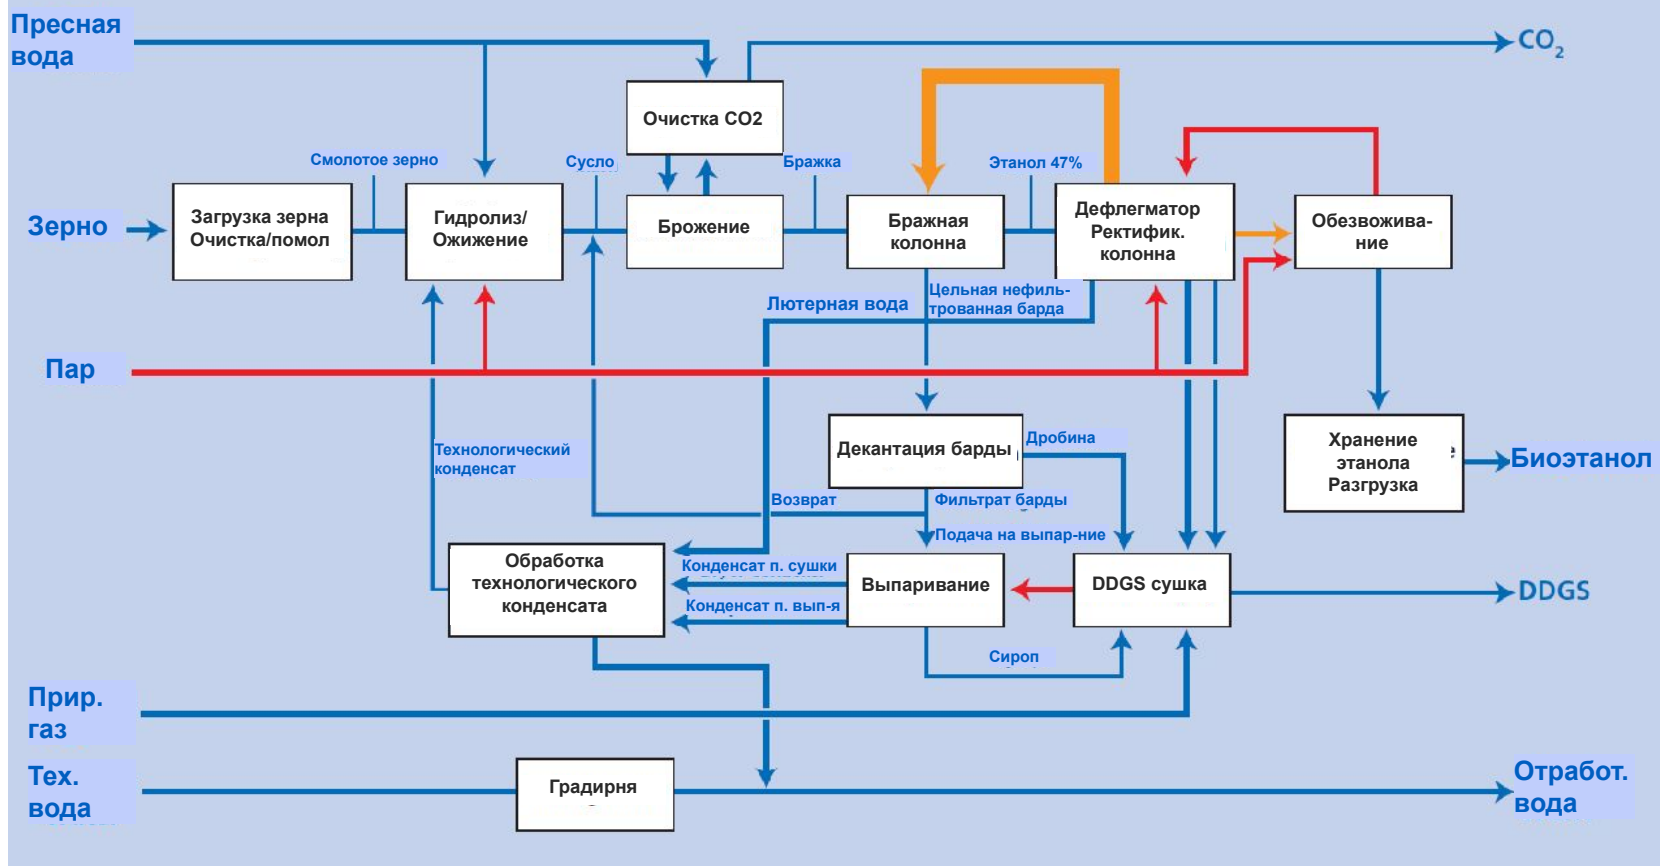 Пресная
вода
CO2
Очистка CO2
Смолотое зерно
Сусло
Бражка
Этанол 47%
Зерно
Загрузка зерна
Очистка/помол
Гидролиз/
Ожижение
Брожение
Бражная
колонна
Дефлегматор
Ректифик.
колонна
Обезвожива-
ние
Лютерная вода
Цельная нефиль-
трованная барда
Пар
Технологический
конденсат
Декантация барды
Дробина
Хранение
этанола
Разгрузка
Биоэтанол
Возврат
Фильтрат барды
Подача на выпар-ние
Обработка
технологического
конденсата
Конденсат п. сушки
Конденсат п. вып-я
Выпаривание
DDGS сушка
DDGS
Сироп
Прир.
газ
Тех.
вода
Градирня
Отработ.
вода